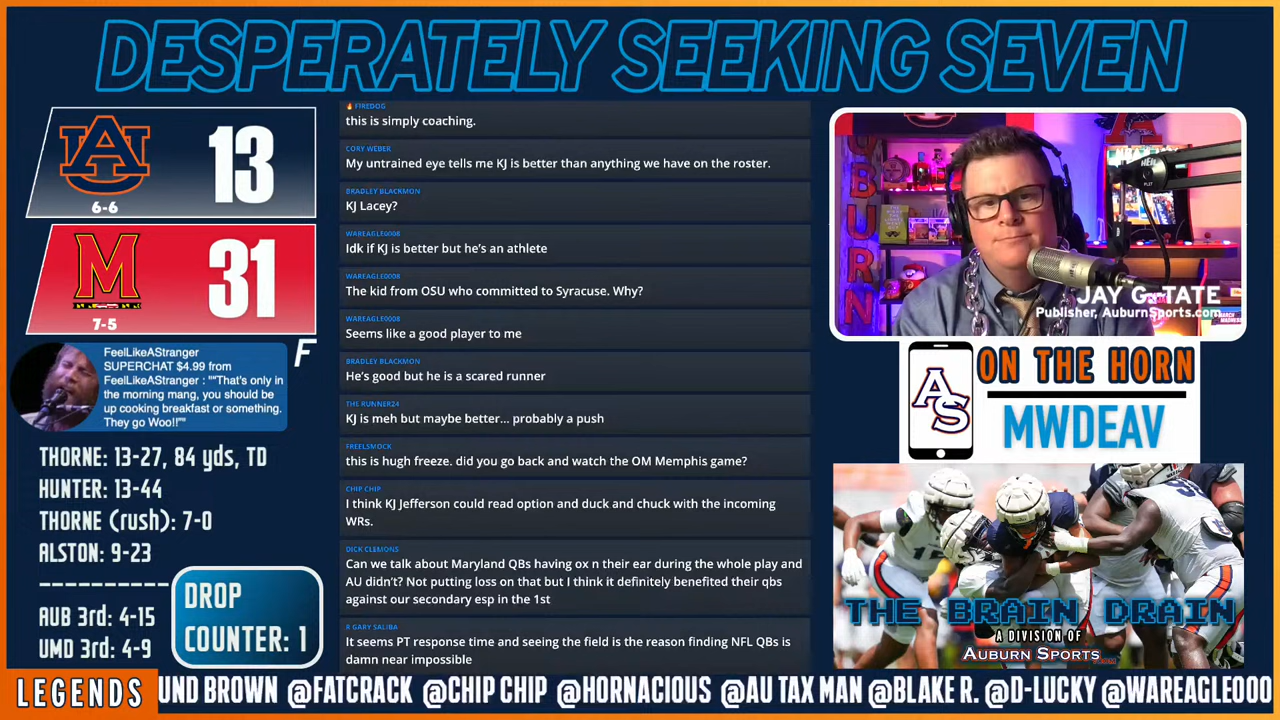 DESPERATELY SEEKING SEVEN
AU
13
6-6
M
31
7-5
F
FeelLikeAStranger
SUPERCHAT $4.99 from
FeelLikeAStranger : ""That's only in
the morning mang, you should be
up cooking breakfast or something.
They go Woo!!""
THORNE: 13-27, 84 yds, TD
HUNTER: 13-44
THORNE (rush): 7-0
ALSTON: 9-23
AUB 3rd: 4-15
UMD 3rd: 4-9
DROP
COUNTER: 1
FIREDOG
this is simply coaching.
CORY WEBER
My untrained eye tells me KJ is better than anything we have on the roster.
BRADLEY BLACKMON
KJ Lacey?
WAREAGLE0008
Idk if KJ is better but he's an athlete
WAREAGLE0008
The kid from OSU who committed to Syracuse. Why?
WAREAGLE0008
Seems like a good player to me
BRADLEY BLACKMON
He's good but he is a scared runner
THE RUNNER24
KJ is meh but maybe better... probably a push
FREELSMOCK
this is hugh freeze. did you go back and watch the OM Memphis game?
CHIP CHIP
I think KJ Jefferson could read option and duck and chuck with the incoming
WRs.
DICK CLEMONS
Can we talk about Maryland QBs having ox n their ear during the whole play and
AU didn't? Not putting loss on that but I think it definitely benefited their qbs
against our secondary esp in the 1st
R GARY SALIBA
It seems PT response time and seeing the field is the reason finding NFL QBs is
damn near impossible
BURN
HEIL
JAY G. TATE
Publisher, AuburnSports.com
AS
ON THE HORN
MWDEAV
THE BRAIN DRAIN
A DIVISION OF
AUBURN SPORTS
.COM
LEGENDS
UND BROWN @FATCRACK @CHIP CHIP @HORNACIOUS @AU TAX MAN @BLAKE R. @D-LUCKY @WAREAGLE000